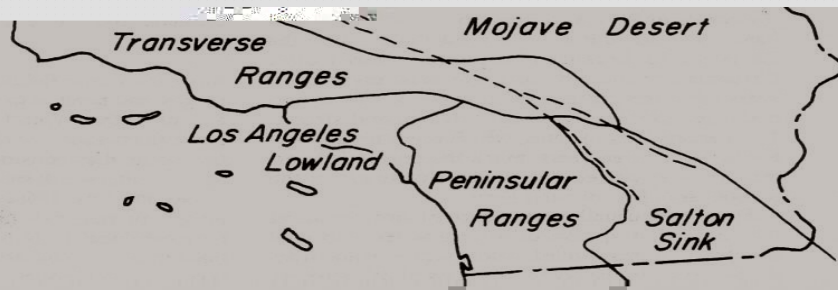 Mojave Desert
Transverse
Ranges
Los Angeles
Lowland
Peninsular
Ranges
Salton
Sink